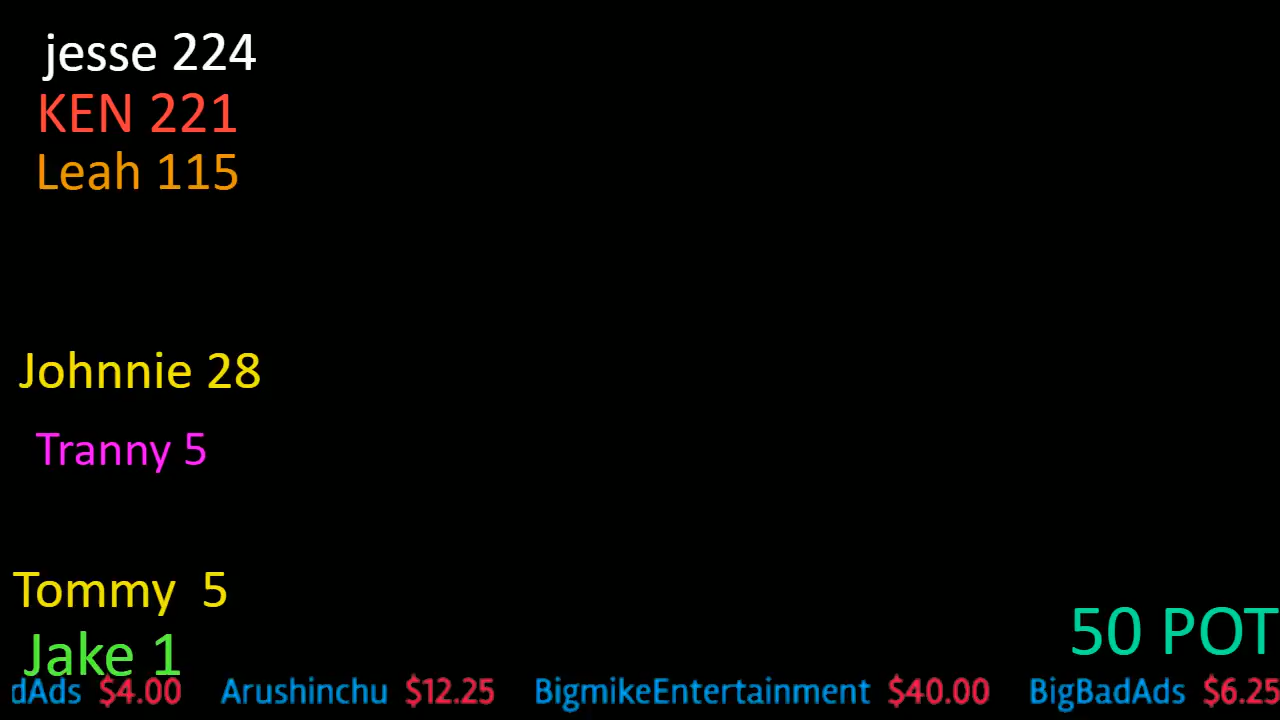 jesse 224
KEN 221
Leah 115
Johnnie 28
Tranny 5
Tommy 5
50 POT
Jake 1
dAds $4.00 Arushinchu $12.25 BigmikeEntertainment $40.00 BigBadAds $6.25